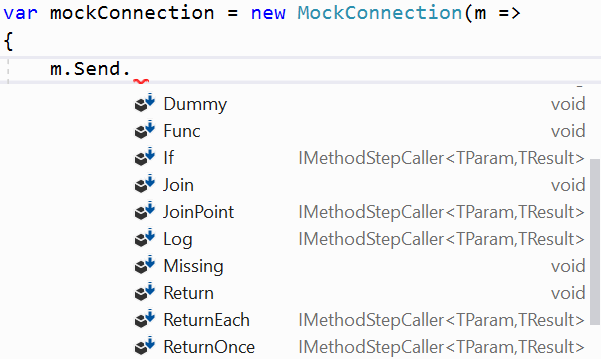 var mockConnection = new MockConnection(m =>
{
m.Send.
Dummy void
Func void
If IMethodStepCaller<TParam,TResult>
Join void
JoinPoint IMethodStepCaller<TParam,TResult>
Log IMethodStepCaller<TParam,TResult>
Missing void
Return void
ReturnEach IMethodStepCaller<TParam,TResult>
ReturnOnce IMethodStepCaller<TParam,TResult>